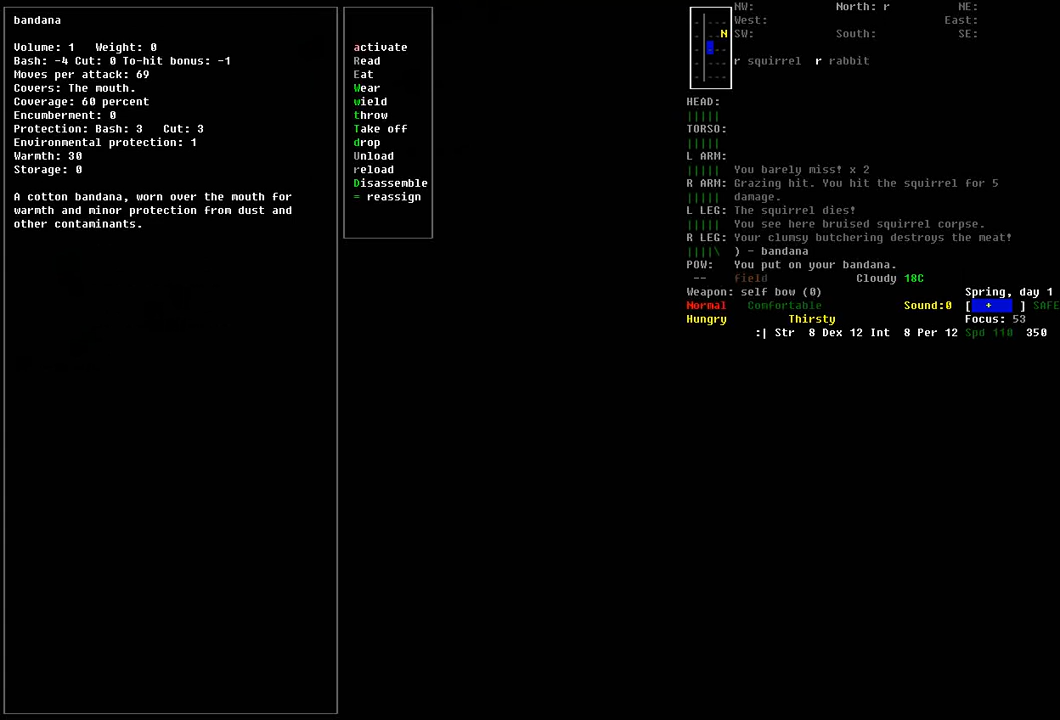 bandana
Volume: 1 Weight: 0
Bash: -4 Cut: 0 To-hit bonus: -1
Moves per attack: 69
Covers: The mouth.
Coverage: 60 percent
Encumberment: 0
Protection: Bash: 3 Cut: 3
Environmental protection: 1
Warmth: 30
Storage: 0
A cotton bandana, worn over the mouth for
warmth and minor protection from dust and
other contaminants.
activate
Read
Eat
Wear
wield
throw
Take off
drop
Unload
reload
Disassemble
= reassign
NW: North: r NE:
West: East:
SW: South: SE:
N
r squirrel r rabbit
HEAD:
|||||
TORSO:
|||||
L ARM:
||||| You barely miss! x 2
R ARM: Grazing hit. You hit the squirrel for 5
||||| damage.
L LEG: The squirrel dies!
||||| You see here bruised squirrel corpse.
R LEG: Your clumsy butchering destroys the meat!
||||\ ) - bandana
POW: You put on your bandana.
-- field Cloudy 18C
Weapon: self bow (0) Spring, day 1
Normal Comfortable Sound:0 [ + ] SAFE
Hungry Thirsty Focus: 53
:| Str 8 Dex 12 Int 8 Per 12 Spd 110 350